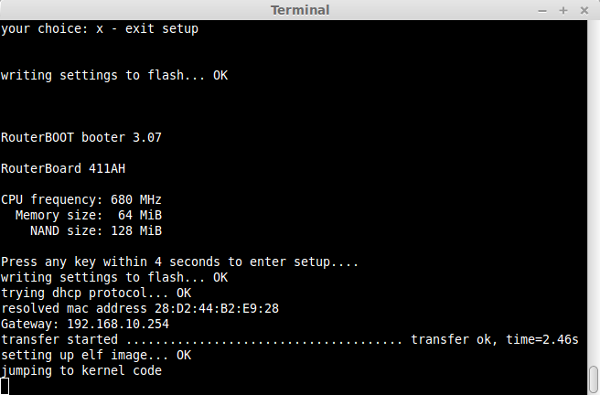 Terminal
your choice: x - exit setup
writing settings to flash... OK
RouterBOOT booter 3.07
RouterBoard 411AH
CPU frequency: 680 MHz
Memory size: 64 MiB
NAND size: 128 MiB
Press any key within 4 seconds to enter setup....
writing settings to flash... OK
trying dhcp protocol... OK
resolved mac address 28:D2:44:B2:E9:28
Gateway: 192.168.10.254
transfer started ...................................... transfer ok, time=2.46s
setting up elf image... OK
jumping to kernel code